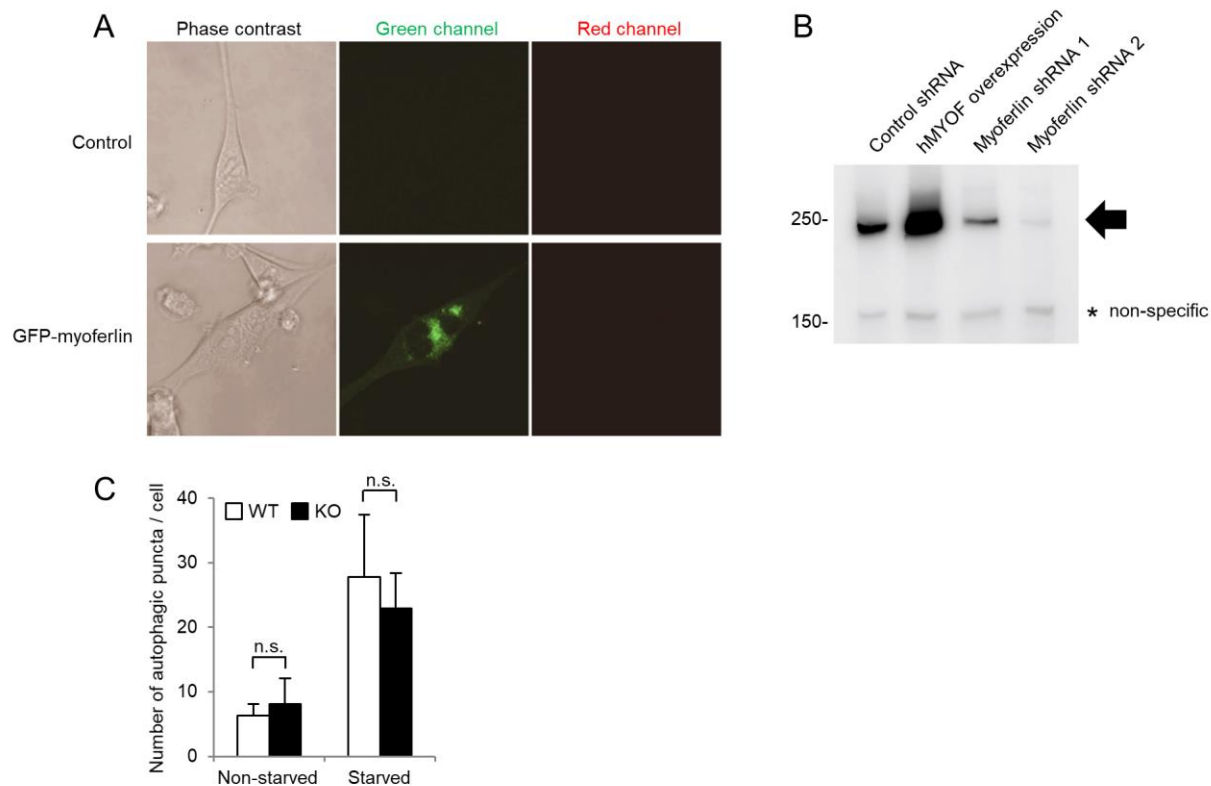 A
Phase contrast
Green channel
Red channel
Control
GFP-myoferlin
B
Control shRNA
hMYOF overexpression
Myoferlin shRNA 1
Myoferlin shRNA 2
250-
150-
* non-specific
C
Number of autophagic puncta / cell
40
30
20
10
0
WT
KO
n.s.
n.s.
Non-starved
Starved